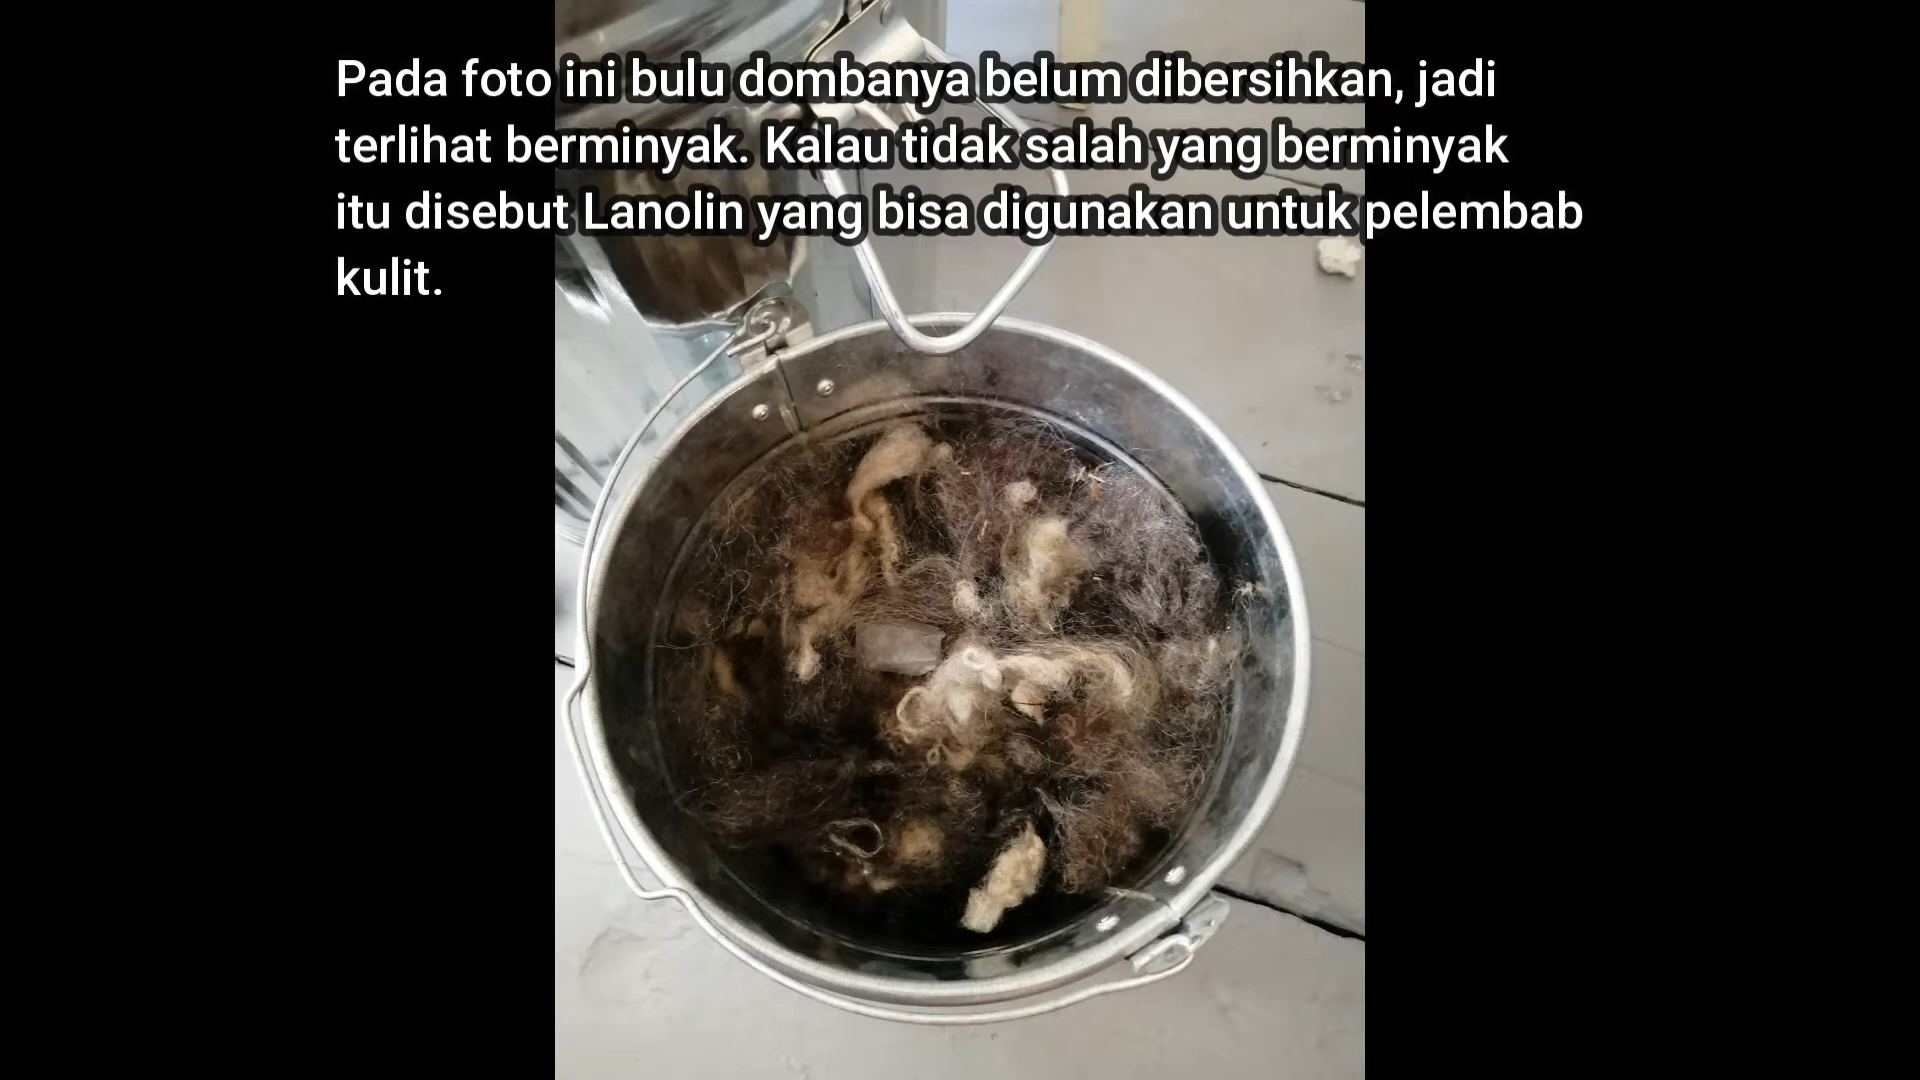 Pada foto ini bulu dombanya belum dibersihkan, jadi
terlihat berminyak. Kalau tidak salah yang berminyak
itu disebut Lanolin yang bisa digunakan untuk pelembab
kulit.